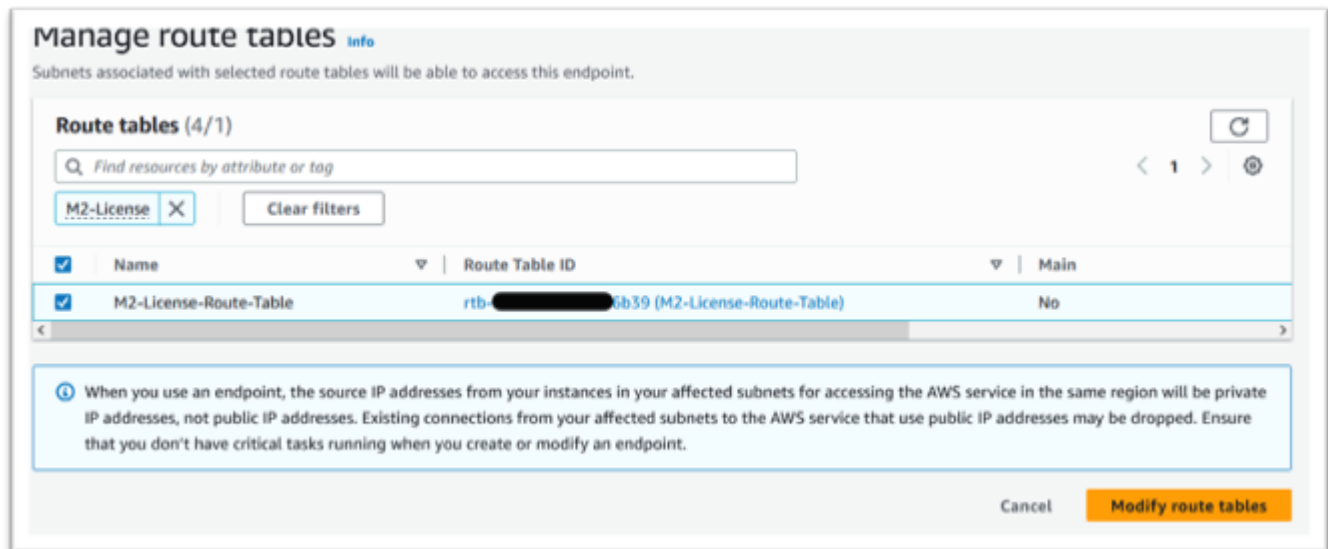 Manage route tables Info
Subnets associated with selected route tables will be able to access this endpoint.
Route tables (4/1)
Find resources by attribute or tag
1
M2-License
Clear filters
Name Route Table ID Main
M2-License-Route-Table rtb- 6b39 (M2-License-Route-Table) No
When you use an endpoint, the source IP addresses from your instances in your affected subnets for accessing the AWS service in the same region will be private
IP addresses, not public IP addresses. Existing connections from your affected subnets to the AWS service that use public IP addresses may be dropped. Ensure
that you don't have critical tasks running when you create or modify an endpoint.
Cancel Modify route tables